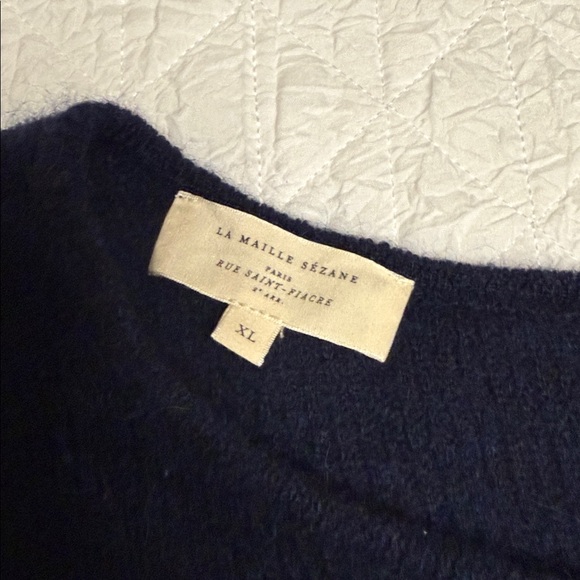 LA MAILLE SÉZANE
PARIS
RUE SAINT-FIACRE
2ᵉ ARR.
XL